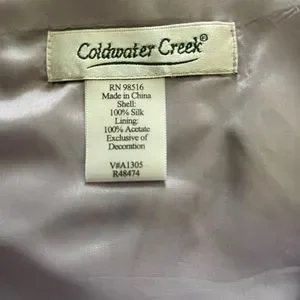 Coldwater Creek®
RN 98516
Made in China
Shell:
100% Silk
Lining:
100% Acetate
Exclusive of
Decoration
V#A1305
R48474